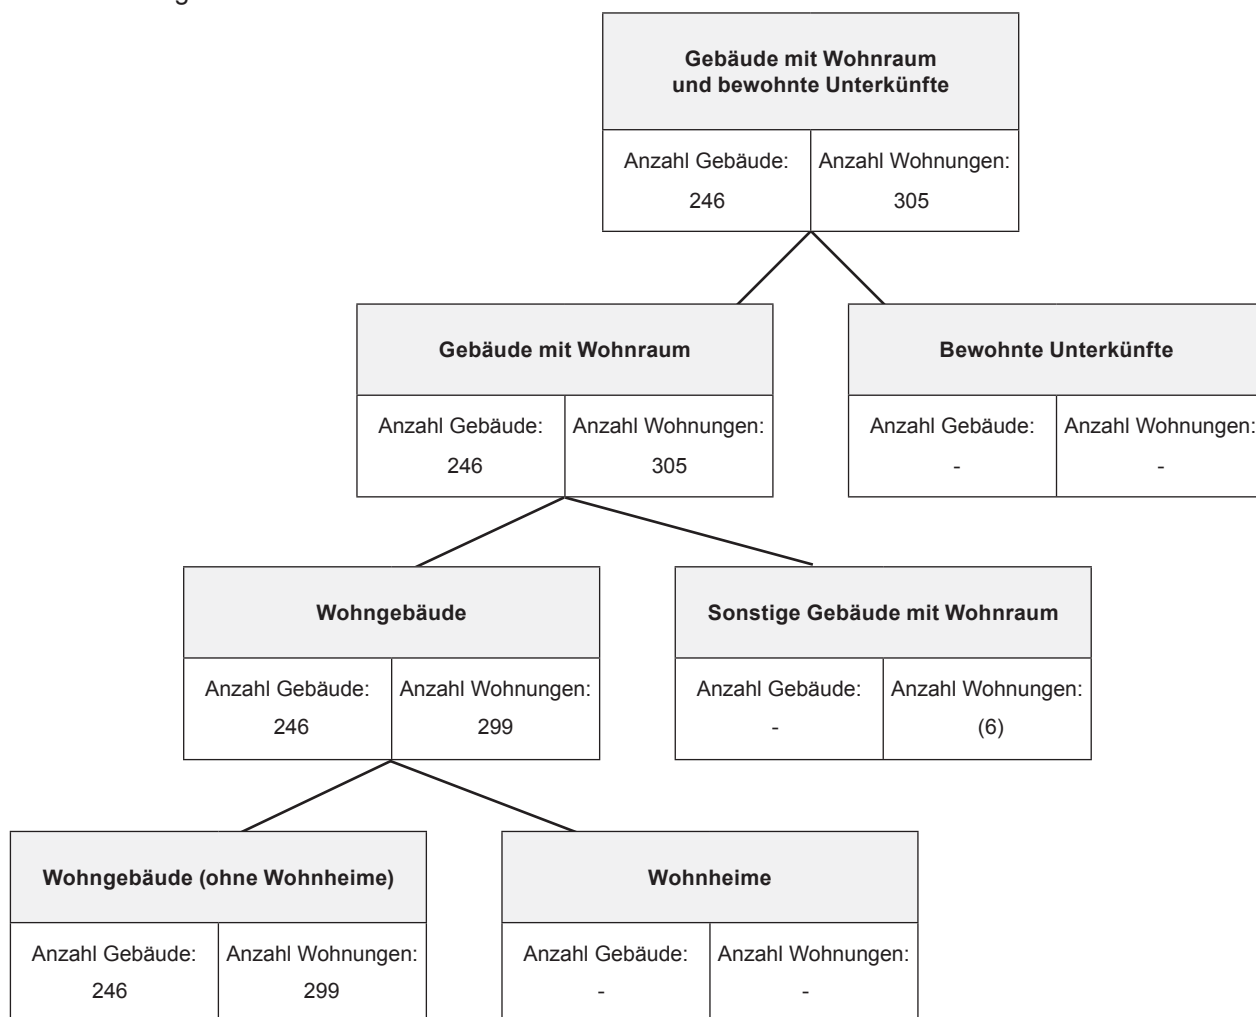 Gebäude mit Wohnraum
und bewohnte Unterkünfte
Anzahl Gebäude:
246
Anzahl Wohnungen:
305
Gebäude mit Wohnraum
Anzahl Gebäude:
246
Anzahl Wohnungen:
305
Bewohnte Unterkünfte
Anzahl Gebäude:
-
Anzahl Wohnungen:
-
Wohngebäude
Anzahl Gebäude:
246
Anzahl Wohnungen:
299
Sonstige Gebäude mit Wohnraum
Anzahl Gebäude:
-
Anzahl Wohnungen:
(6)
Wohngebäude (ohne Wohnheime)
Anzahl Gebäude:
246
Anzahl Wohnungen:
299
Wohnheime
Anzahl Gebäude:
-
Anzahl Wohnungen:
-